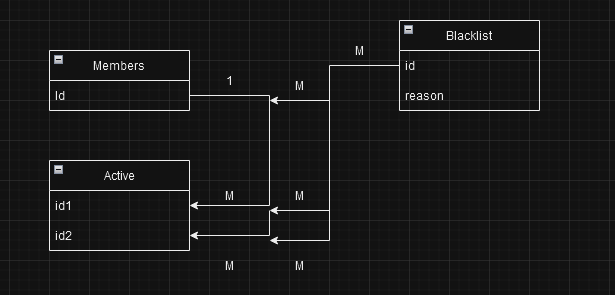 Blacklist
M
id
Members
1
M
Id
reason
Active
id1
M
M
id2
M
M